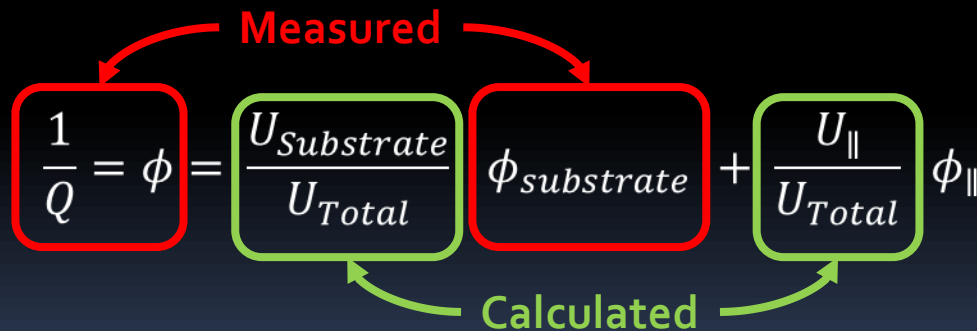 Measured
1/Q = ϕ = U_Substrate/U_Total ϕ_substrate + U_∥/U_Total ϕ_∥
Calculated